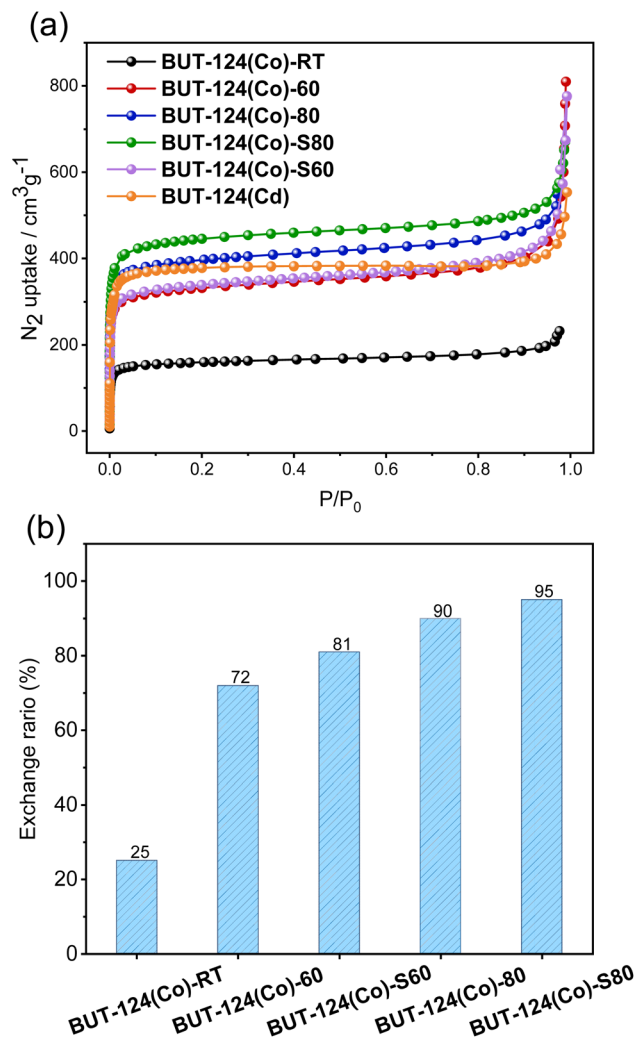 (a)
BUT-124(Co)-RT
BUT-124(Co)-60
BUT-124(Co)-80
BUT-124(Co)-S80
BUT-124(Co)-S60
BUT-124(Cd)
800
600
400
200
0
N2 uptake / cm3g-1
0.0 0.2 0.4 0.6 0.8 1.0
P/P0
(b)
100
80
60
40
20
0
Exchange rario (%)
25 72 81 90 95
BUT-124(Co)-RT
BUT-124(Co)-60
BUT-124(Co)-S60
BUT-124(Co)-80
BUT-124(Co)-S80